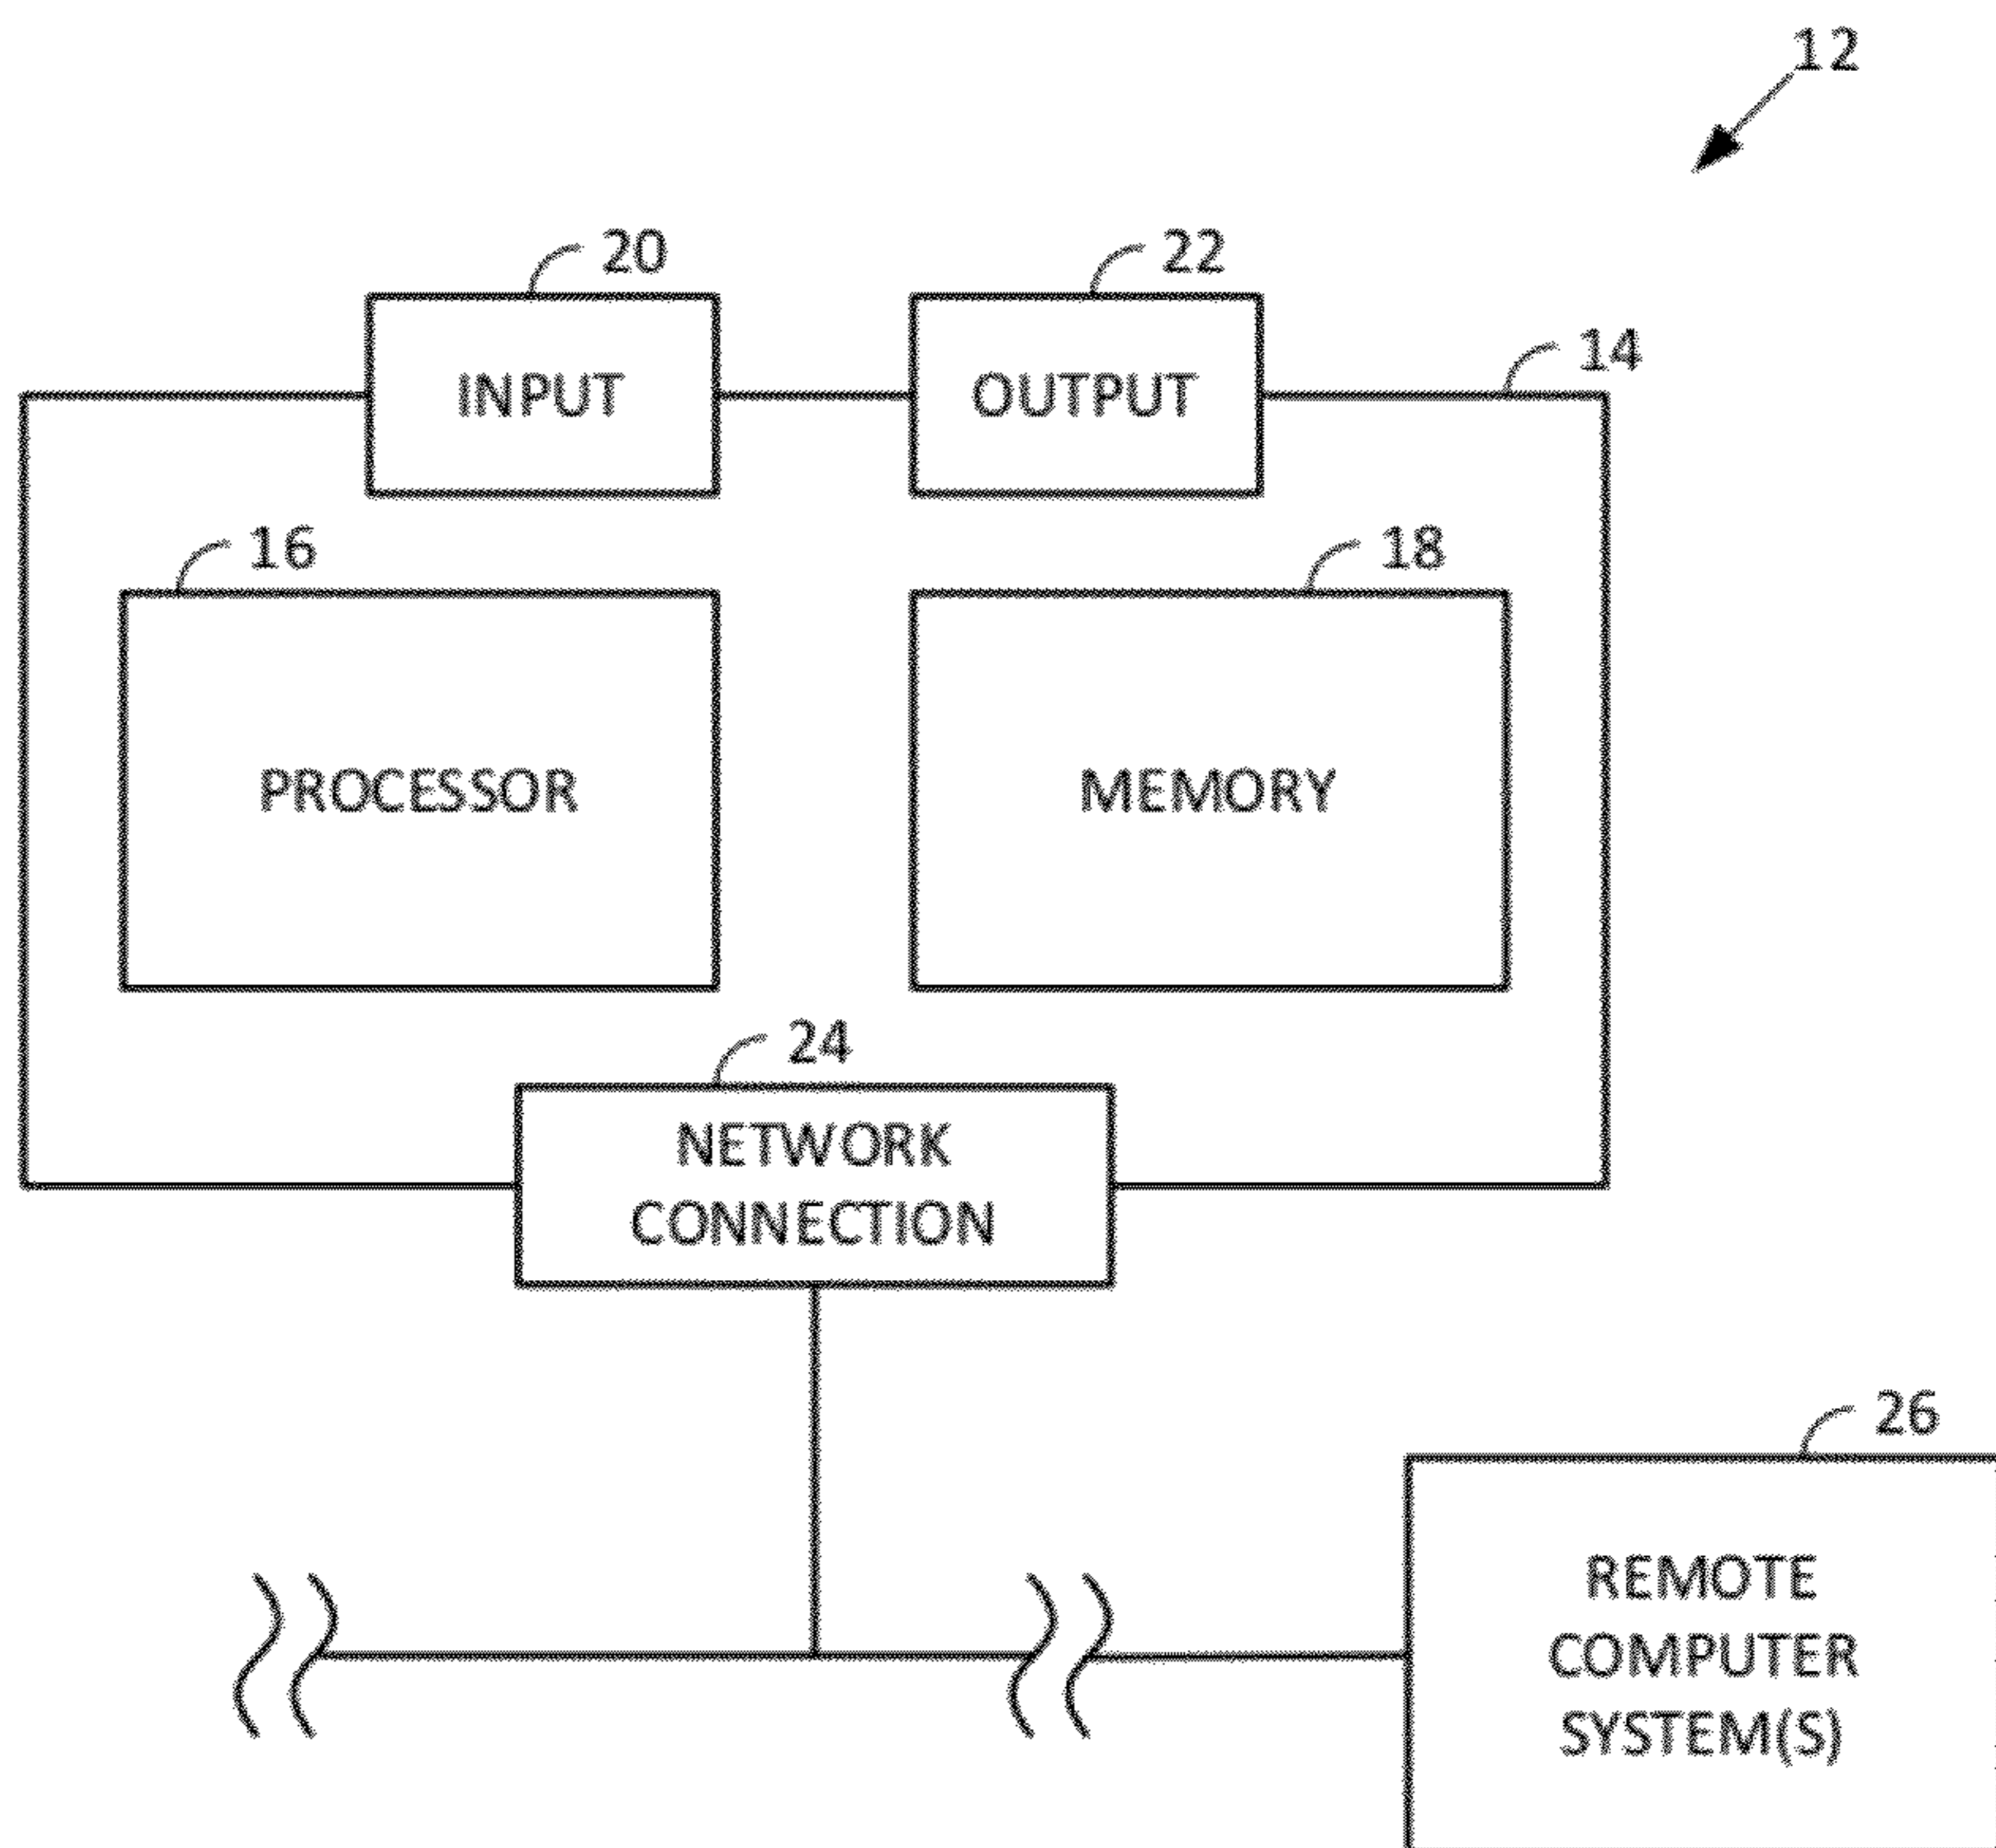 12
20
22
14
INPUT
OUTPUT
16
18
PROCESSOR
MEMORY
24
NETWORK
CONNECTION
26
REMOTE
COMPUTER
SYSTEM(S)